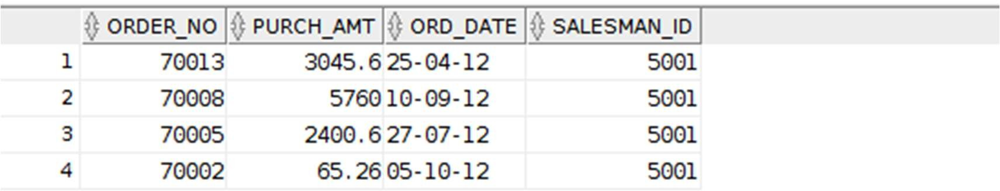 ORDER_NO PURCH_AMT ORD_DATE SALESMAN_ID
1 70013 3045.6 25-04-12 5001
2 70008 5760 10-09-12 5001
3 70005 2400.6 27-07-12 5001
4 70002 65.26 05-10-12 5001